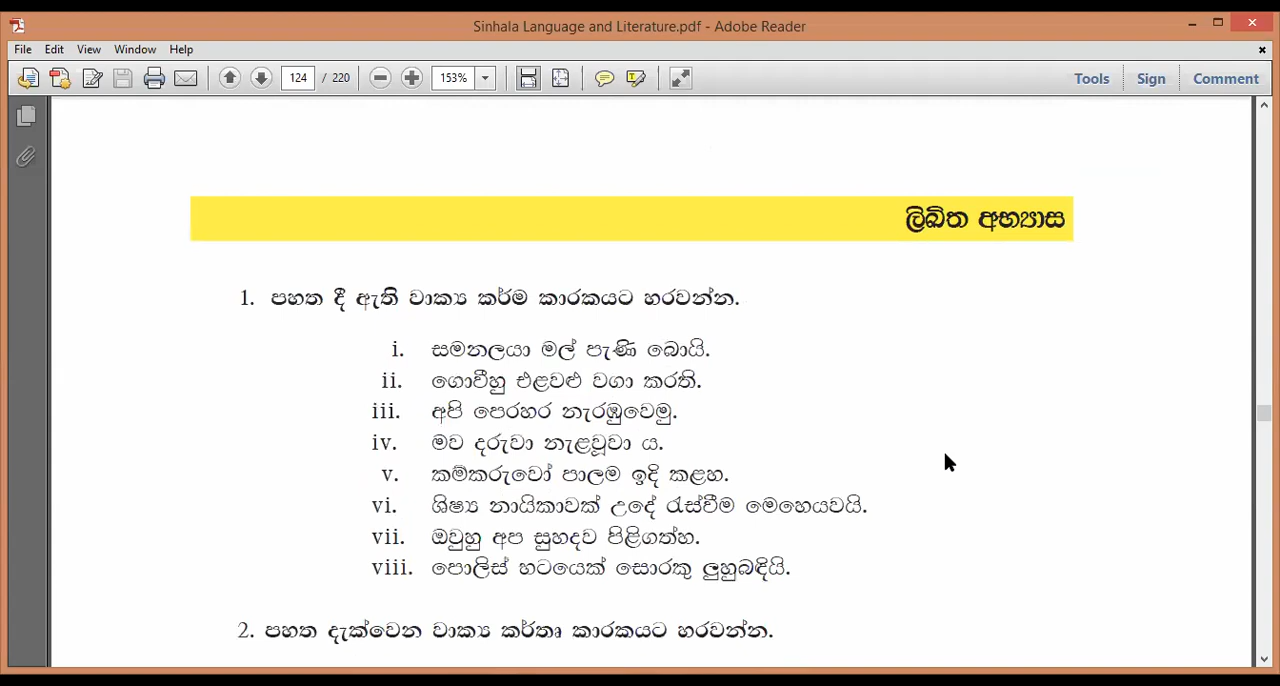 Sinhala Language and Literature.pdf - Adobe Reader
File Edit View Window Help
124 / 220 153% Tools Sign Comment
ලිඛිත අභ්‍යාස
1. පහත දී ඇති වාක්‍ය කර්ම කාරකයට හරවන්න.
i. සමනලයා මල් පැණි බොයි.
ii. ගොවීහු එළවළු වගා කරති.
iii. අපි පෙරහර නැරඹුවෙමු.
iv. මව දරුවා නැළවූවා ය.
v. කම්කරුවෝ පාලම ඉදි කළහ.
vi. ශිෂ්‍ය නායිකාවක් උදේ රැස්වීම මෙහෙයවයි.
vii. ඔවුහු අප සුහදව පිළිගත්හ.
viii. පොලිස් භටයෙක් සොරකු ලුහුබඳියි.
2. පහත දැක්වෙන වාක්‍ය කර්තෘ කාරකයට හරවන්න.